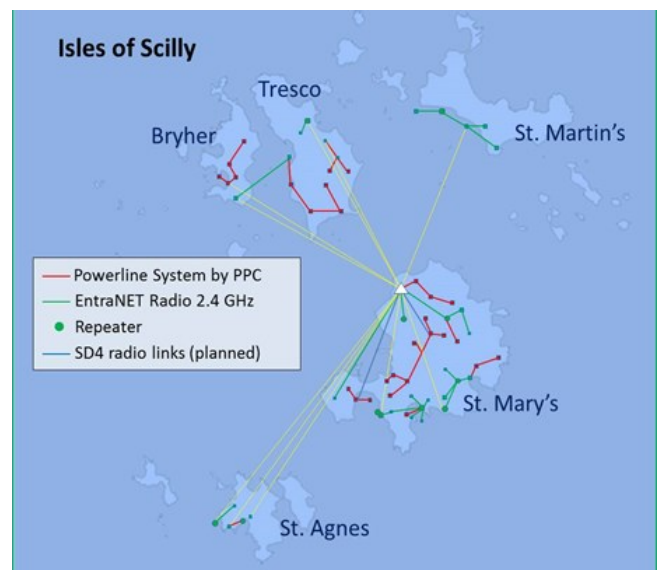 Isles of Scilly
Tresco
Bryher
St. Martin's
Powerline System by PPC
EntraNET Radio 2.4 GHz
Repeater
SD4 radio links (planned)
St. Mary's
St. Agnes